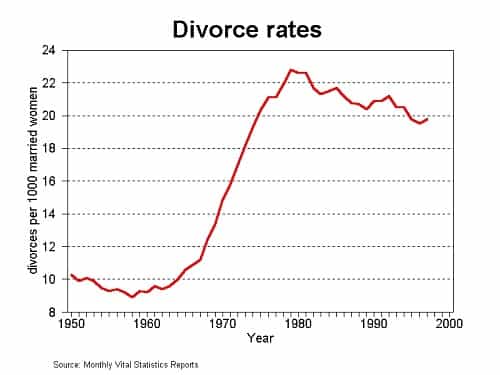 Divorce rates
24
22
20
18
16
14
12
10
8
divorces per 1000 married women
1950 1960 1970 1980 1990 2000
Year
Source: Monthly Vital Statistics Reports